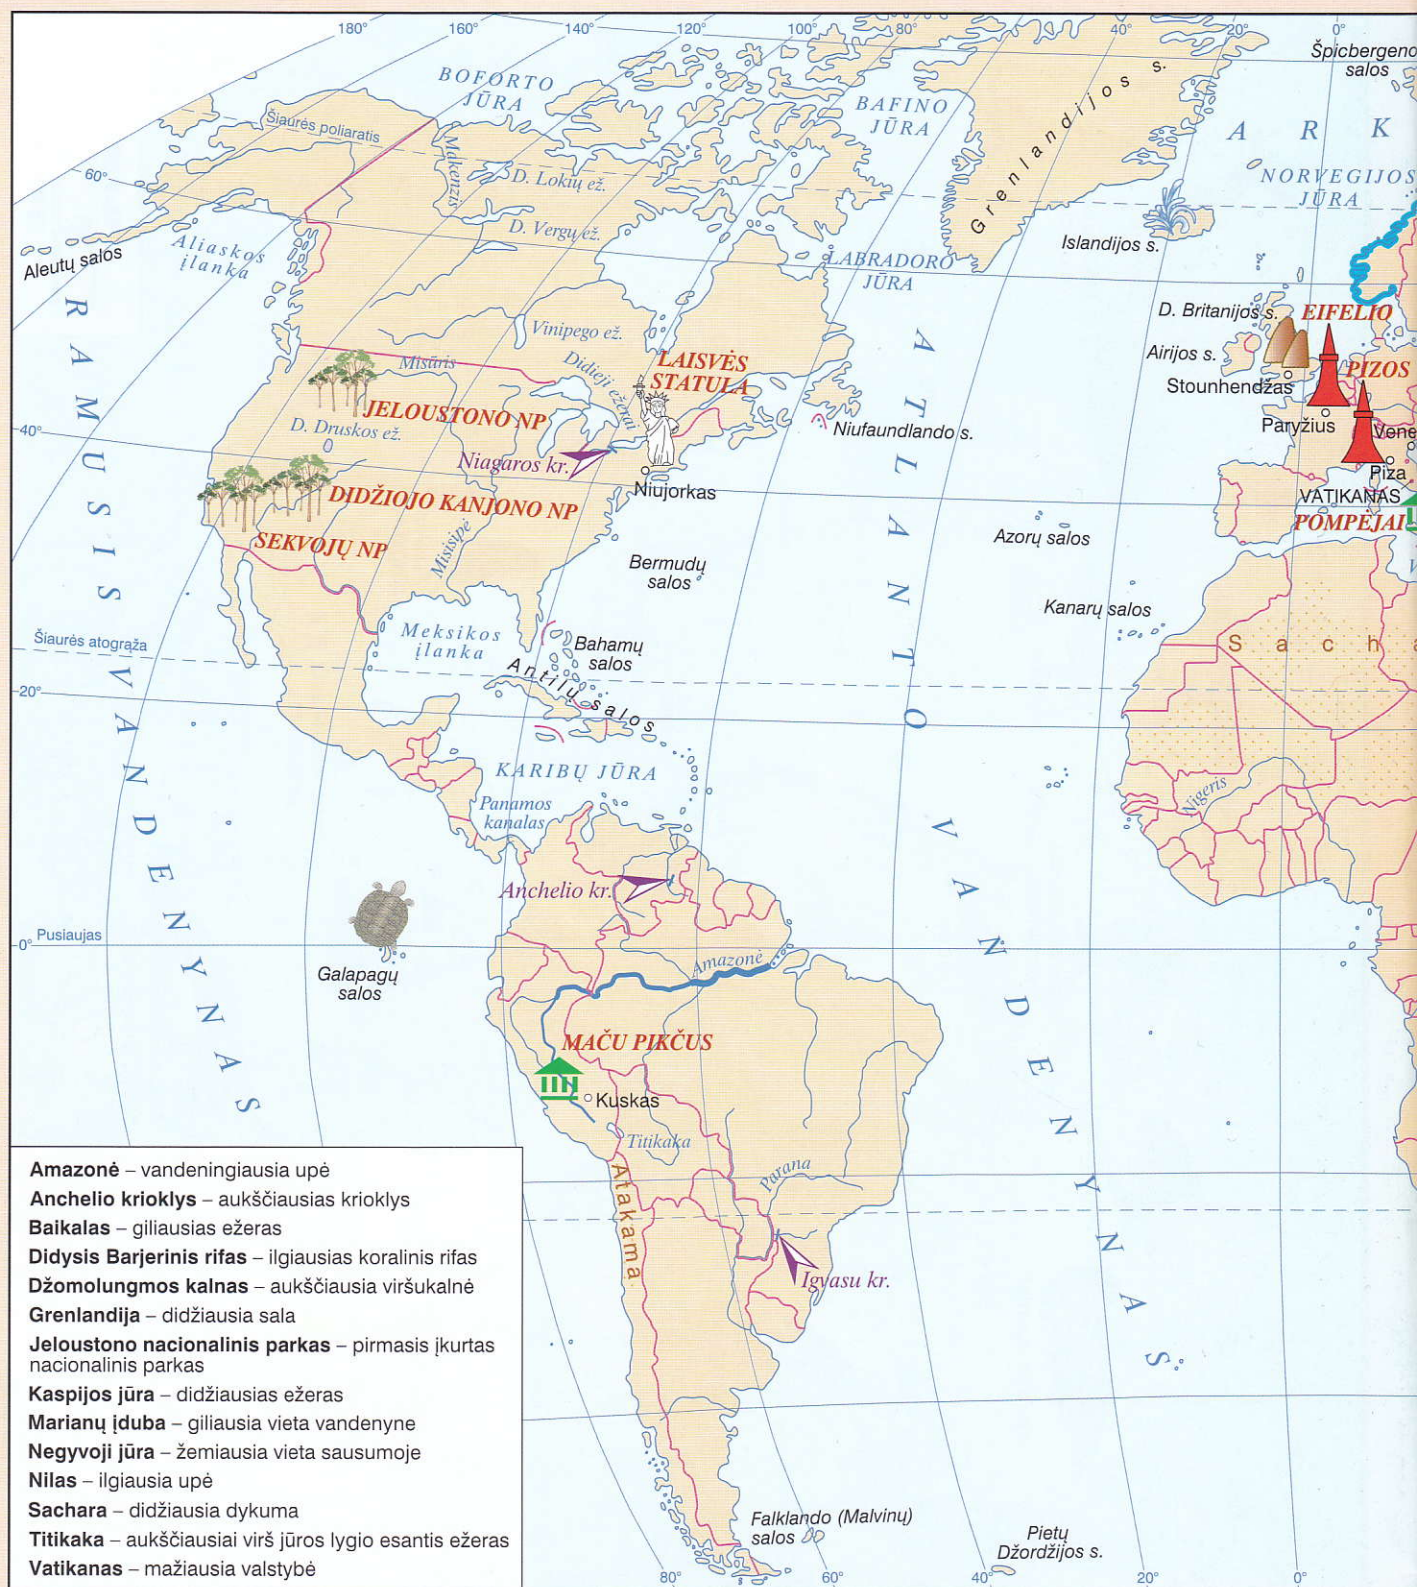 180°
160°
140°
120°
100°
80°
40°
20°
0°
Špicbergeno
salos
BOFORTO
JŪRA
BAFINO
JŪRA
Grenlandijos s.
A R K
Šiaurės poliaratis
Makenzis
D. Lokių ež.
NORVEGIJOS
JŪRA
60°
D. Vergų ež.
Aliaskos
įlanka
Aleutų salos
Islandijos s.
LABRADORO
JŪRA
D. Britanijos s.
EIFELIO
Vinipego ež.
Airijos s.
Misūris
Didieji ežerai
LAISVĖS
STATULA
PIZOS
Stounhendžas
JELOUSTONO NP
D. Druskos ež.
Niufaundlando s.
Paryžius
Vene
40°
Niagaros kr.
Piza
Niujorkas
DIDŽIOJO KANJONO NP
VATIKANAS
POMPĖJAI
SEKVOJŲ NP
Misisipė
Azorų salos
Bermudų
salos
Kanarų salos
RAMUSIS VANDENYNAS
ATLANTO VANDENYNAS
Šiaurės atogrąža
Meksikos
įlanka
Bahamų
salos
Sacha
Antilų salos
20°
KARIBŲ JŪRA
Panamos
kanalas
Nigeris
Anchelio kr.
0°
Pusiaujas
Galapagų
salos
Amazonė
MAČU PIKČUS
Kuskas
Titikaka
Atakama
Parana
Igvasu kr.
Amazonė – vandeningiausia upė
Anchelio krioklys – aukščiausias krioklys
Baikalas – giliausias ežeras
Didysis Barjerinis rifas – ilgiausias koralinis rifas
Džomolungmos kalnas – aukščiausia viršukalnė
Grenlandija – didžiausia sala
Jeloustono nacionalinis parkas – pirmasis įkurtas
nacionalinis parkas
Kaspijos jūra – didžiausias ežeras
Marianų įduba – giliausia vieta vandenyne
Negyvoji jūra – žemiausia vieta sausumoje
Nilas – ilgiausia upė
Sachara – didžiausia dykuma
Titikaka – aukščiausiai virš jūros lygio esantis ežeras
Vatikanas – mažiausia valstybė
Falklando (Malvinų)
salos
Pietų
Džordžijos s.
80°
60°
40°
20°
0°